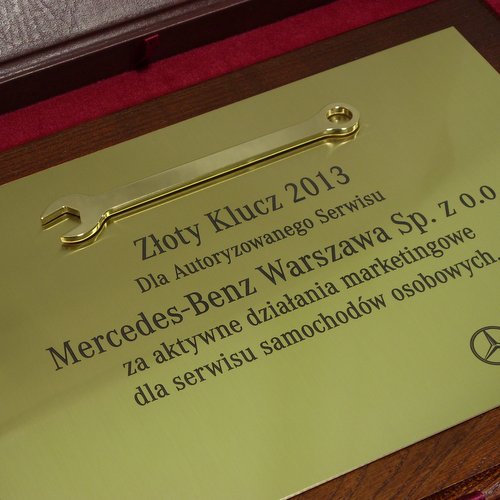 Złoty Klucz 2013
Dla Autoryzowanego Serwisu
Mercedes-Benz Warszawa Sp. z o.o
za aktywne działania marketingowe
dla serwisu samochodów osobowych.